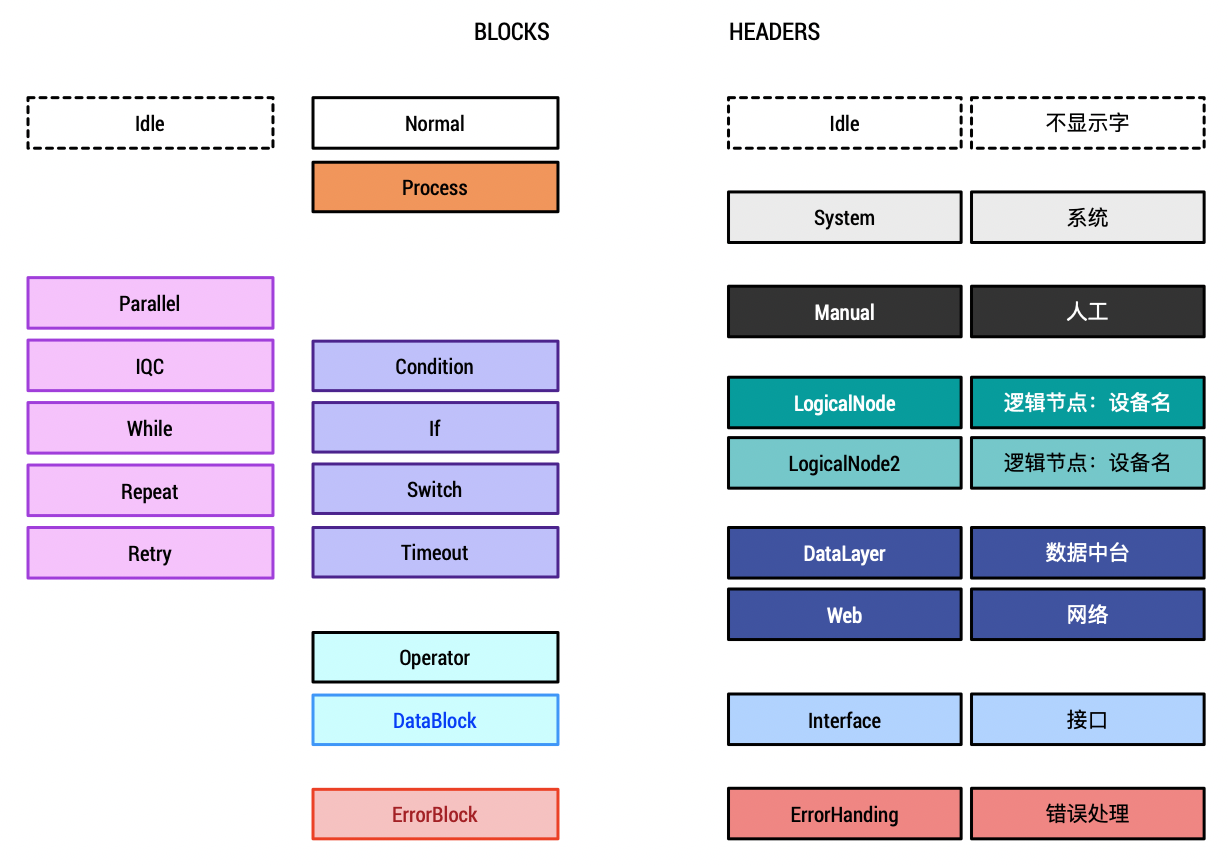 BLOCKS
HEADERS
Idle
Normal
Idle
不显示字
Process
System
系统
Parallel
Manual
人工
IQC
Condition
LogicalNode
逻辑节点：设备名
While
If
LogicalNode2
逻辑节点：设备名
Repeat
Switch
Retry
Timeout
DataLayer
数据中台
Web
网络
Operator
DataBlock
Interface
接口
ErrorBlock
ErrorHanding
错误处理